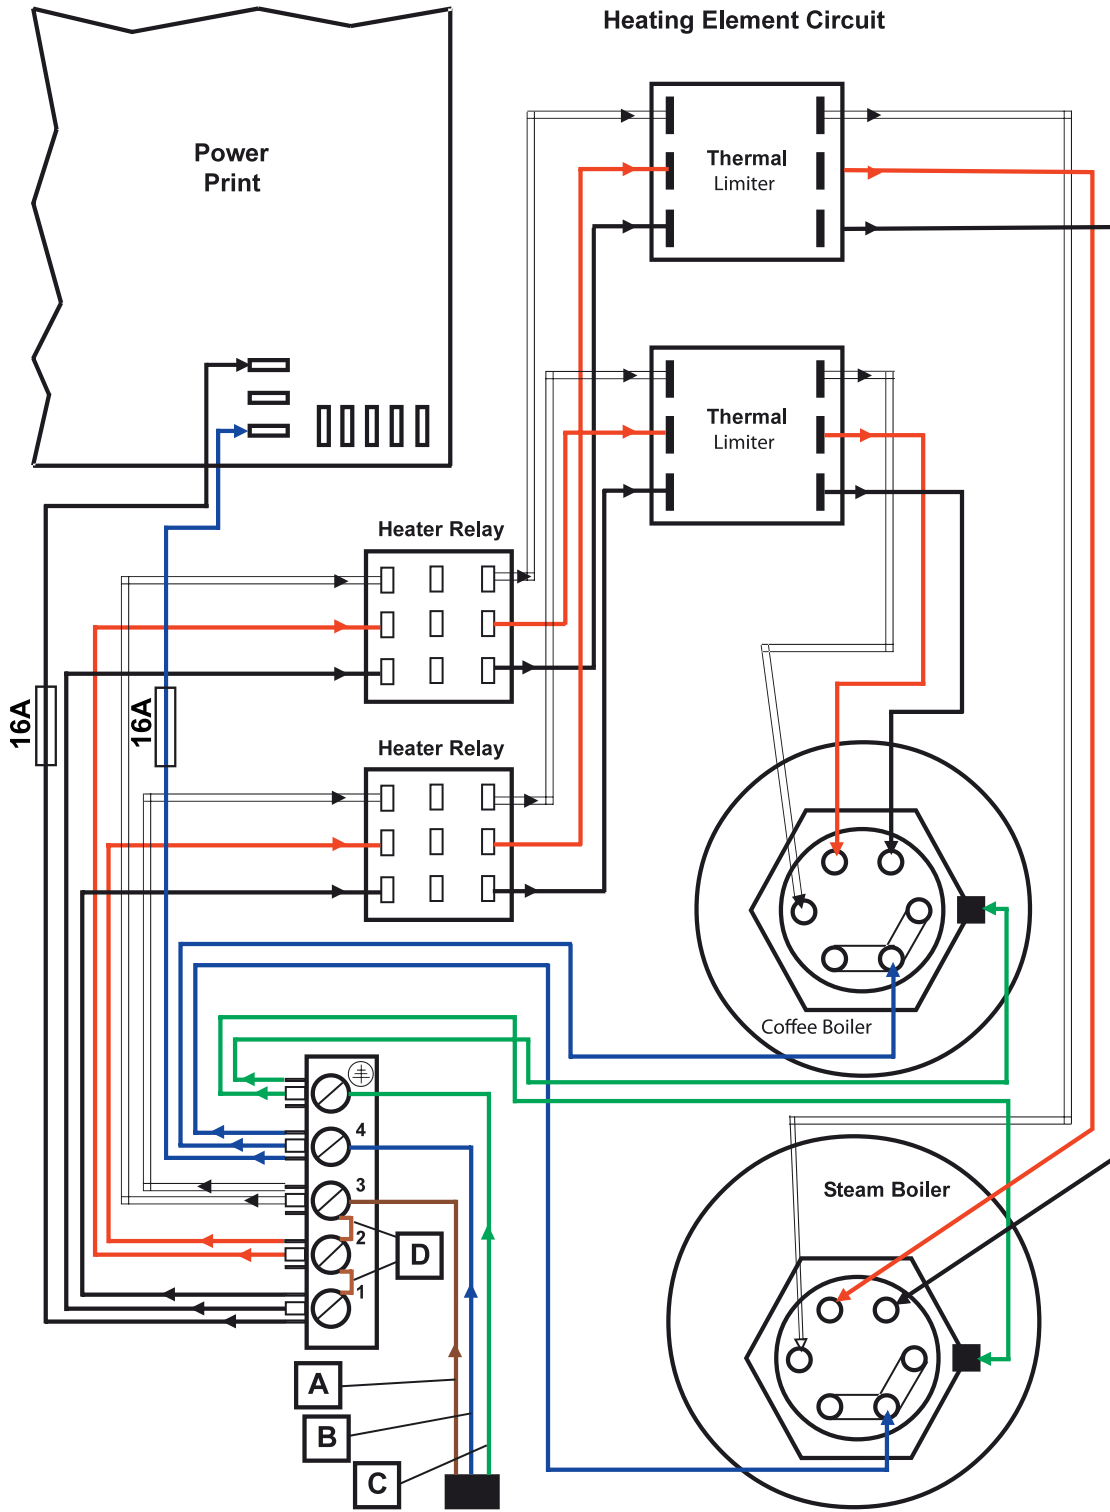 Heating Element Circuit
Power
Print
Thermal
Limiter
Thermal
Limiter
Heater Relay
16A
16A
Heater Relay
Coffee Boiler
4
3
2
1
D
Steam Boiler
A
B
C